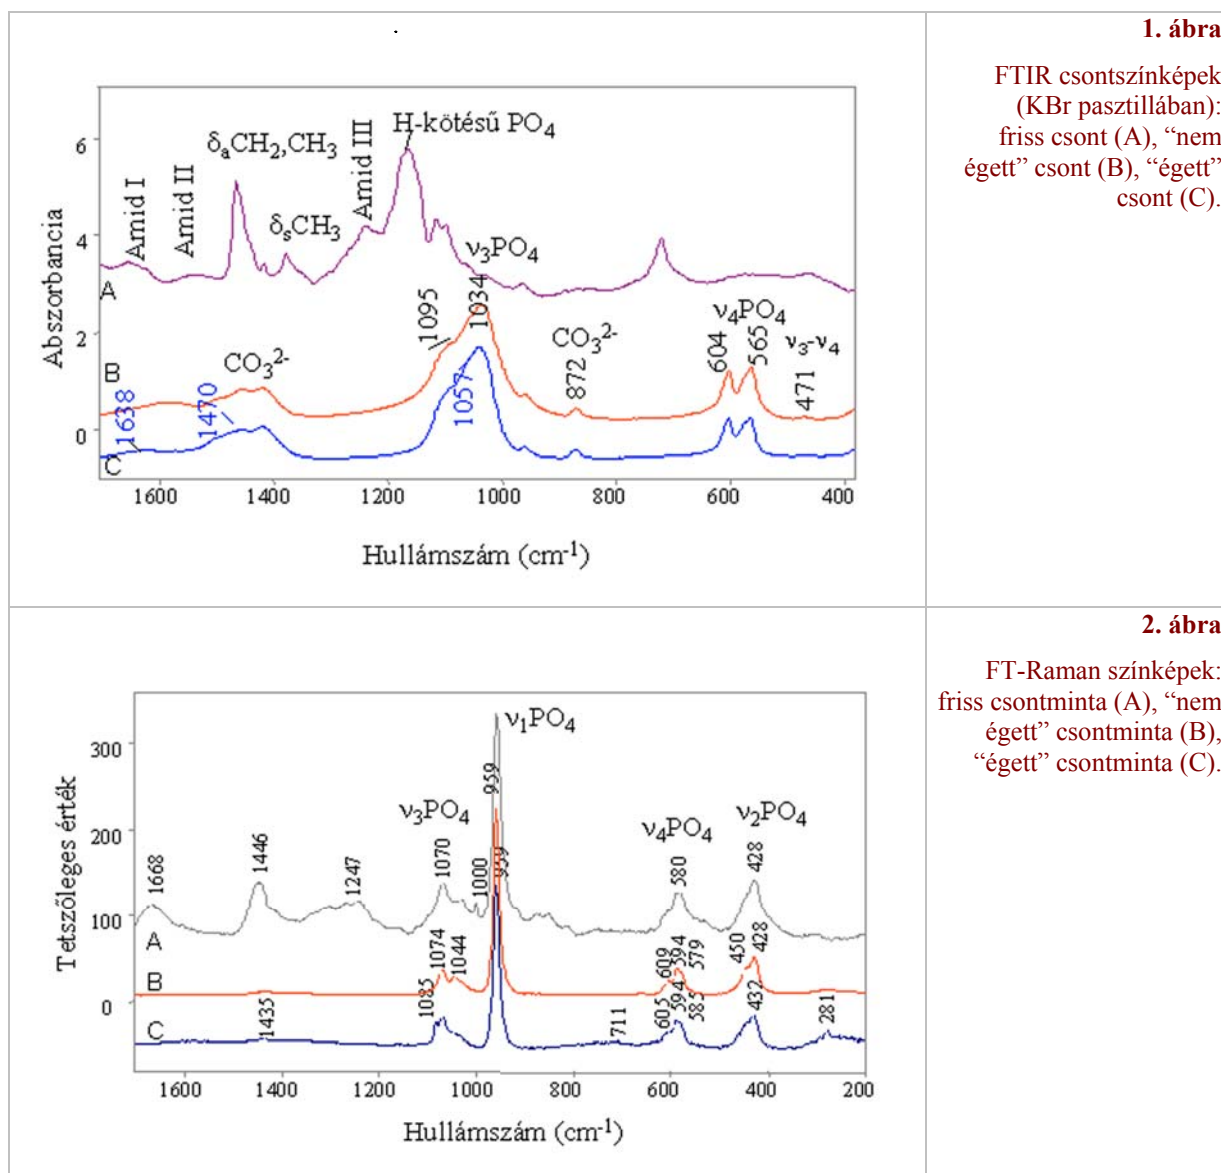 1. ábra
FTIR csontszínképek
(KBr pasztillában):
friss csont (A), “nem
égett” csont (B), “égett”
csont (C).
Abszorbancia
6
4
2
0
Amid I
Amid II
δₐCH₂,CH₃
δₛCH₃
Amid III
H-kötésű PO₄
ν₃PO₄
A
1095
1034
ν₄PO₄
604
565
ν₃-ν₄
471
CO₃²⁻
872
CO₃²⁻
B
1638
1470
1057
C
1600
1400
1200
1000
800
600
400
Hullámszám (cm⁻¹)
2. ábra
FT-Raman színképek:
friss csontminta (A), “nem
égett” csontminta (B),
“égett” csontminta (C).
Tetszőleges érték
300
200
100
0
ν₁PO₄
959
ν₃PO₄
ν₄PO₄
ν₂PO₄
1668
1446
1247
1070
1000
959
580
428
A
1074
1044
609
594
579
450
428
B
1435
1085
711
605
594
585
432
281
C
1600
1400
1200
1000
800
600
400
200
Hullámszám (cm⁻¹)